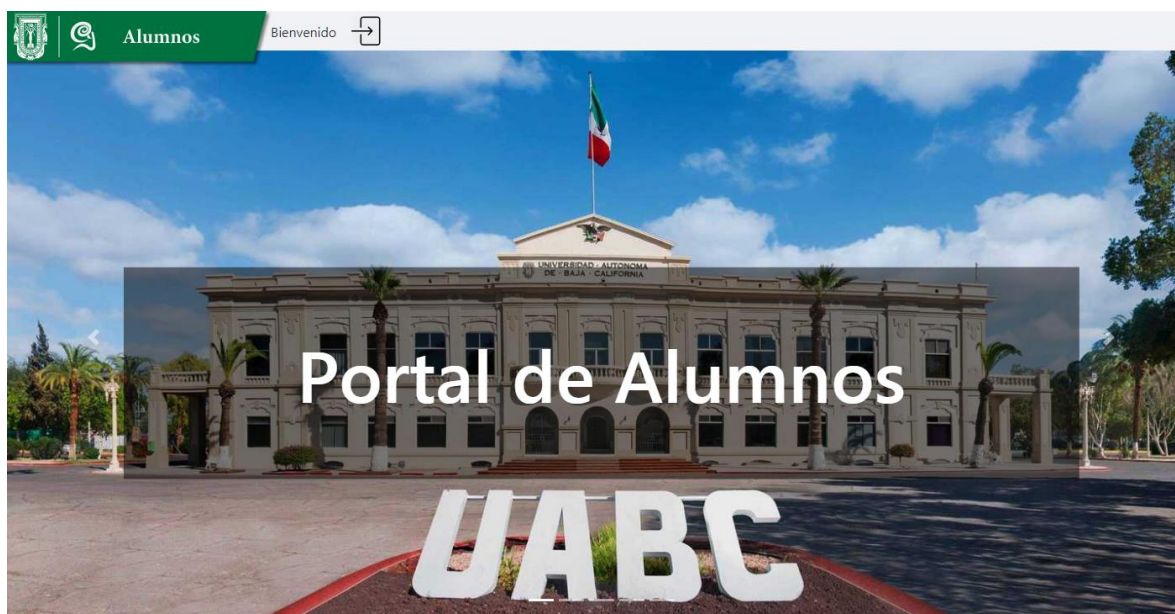 Alumnos
Bienvenido
UNIVERSIDAD - AUTONOMA
DE - BAJA - CALIFORNIA
Portal de Alumnos
UABC